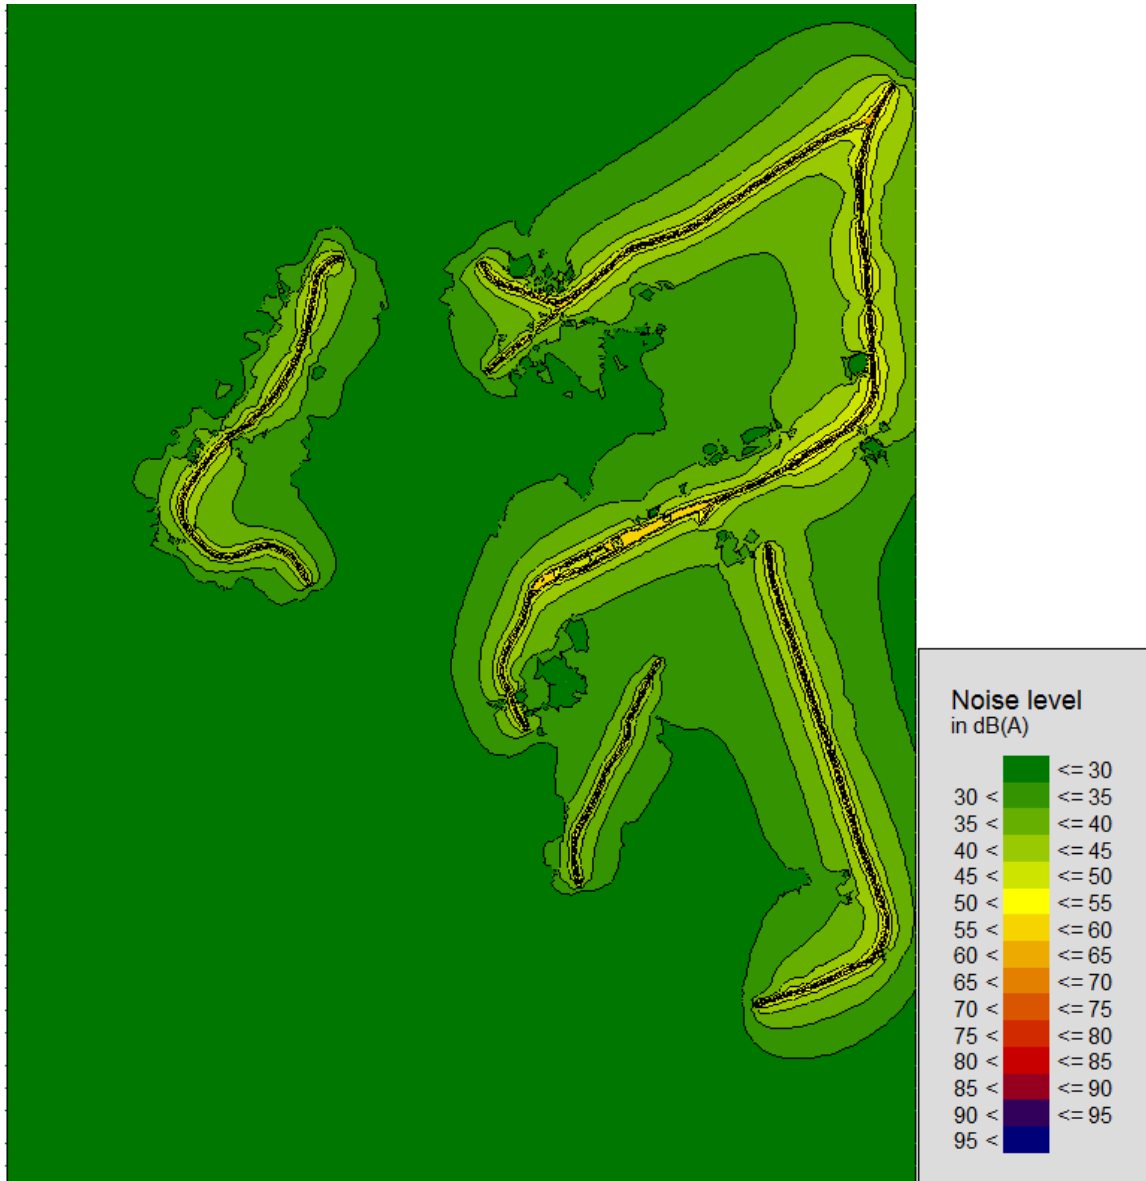 Noise level
in dB(A)
<= 30
30 < <= 35
35 < <= 40
40 < <= 45
45 < <= 50
50 < <= 55
55 < <= 60
60 < <= 65
65 < <= 70
70 < <= 75
75 < <= 80
80 < <= 85
85 < <= 90
90 < <= 95
95 <